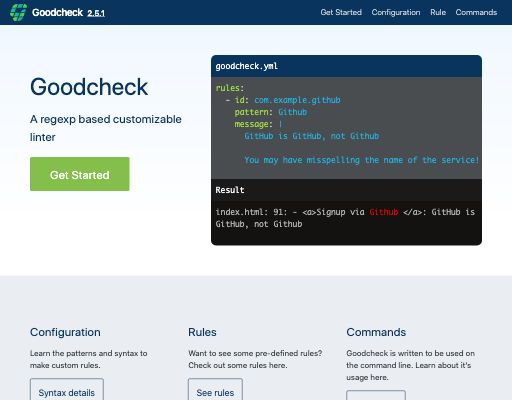 Goodcheck 2.5.1
Get Started Configuration Rule Commands
Goodcheck
A regexp based customizable
linter
Get Started
goodcheck.yml
rules:
- id: com.example.github
pattern: Github
message: |
GitHub is GitHub, not Github
You may have misspelling the name of the service!
Result
index.html: 91: - <a>Signup via Github </a>: GitHub is
GitHub, not Github
Configuration
Learn the patterns and syntax to
make custom rules.
Syntax details
Rules
Want to see some pre-defined rules?
Check out some rules here.
See rules
Commands
Goodcheck is written to be used on
the command line. Learn about it's
usage here.